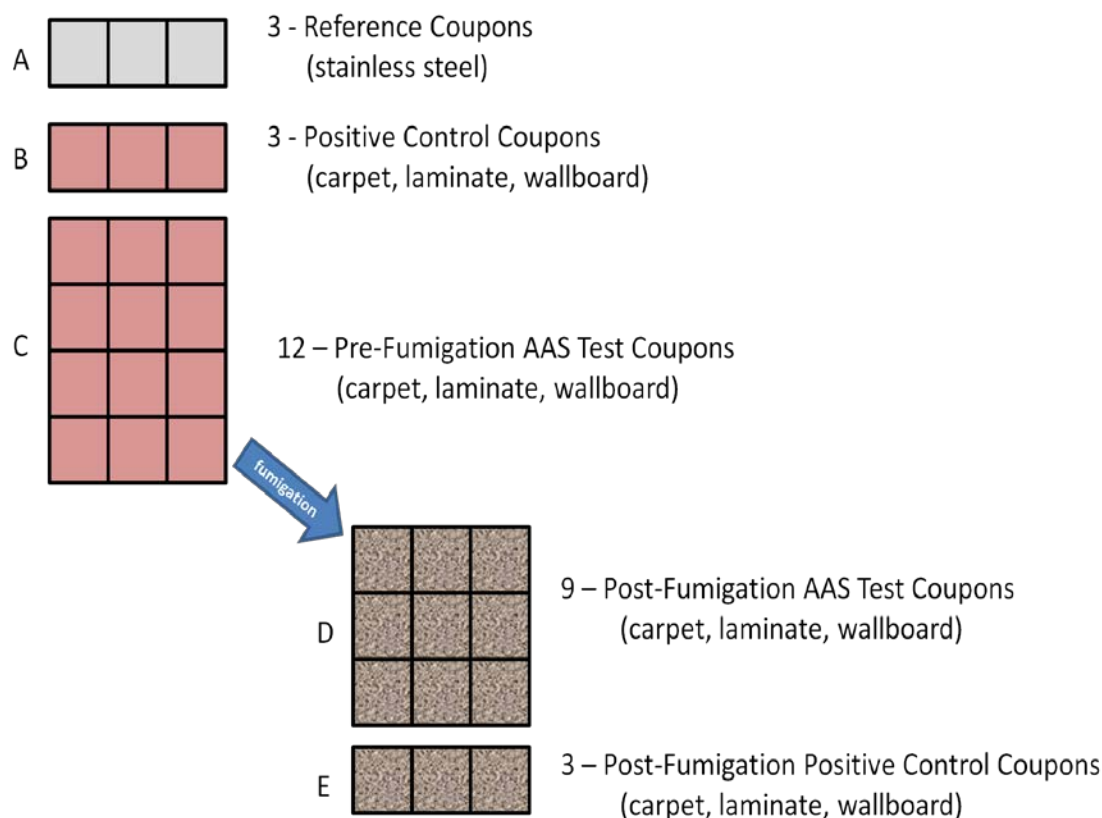 A
3 - Reference Coupons
(stainless steel)
B
3 - Positive Control Coupons
(carpet, laminate, wallboard)
C
12 – Pre-Fumigation AAS Test Coupons
(carpet, laminate, wallboard)
fumigation
D
9 – Post-Fumigation AAS Test Coupons
(carpet, laminate, wallboard)
E
3 – Post-Fumigation Positive Control Coupons
(carpet, laminate, wallboard)